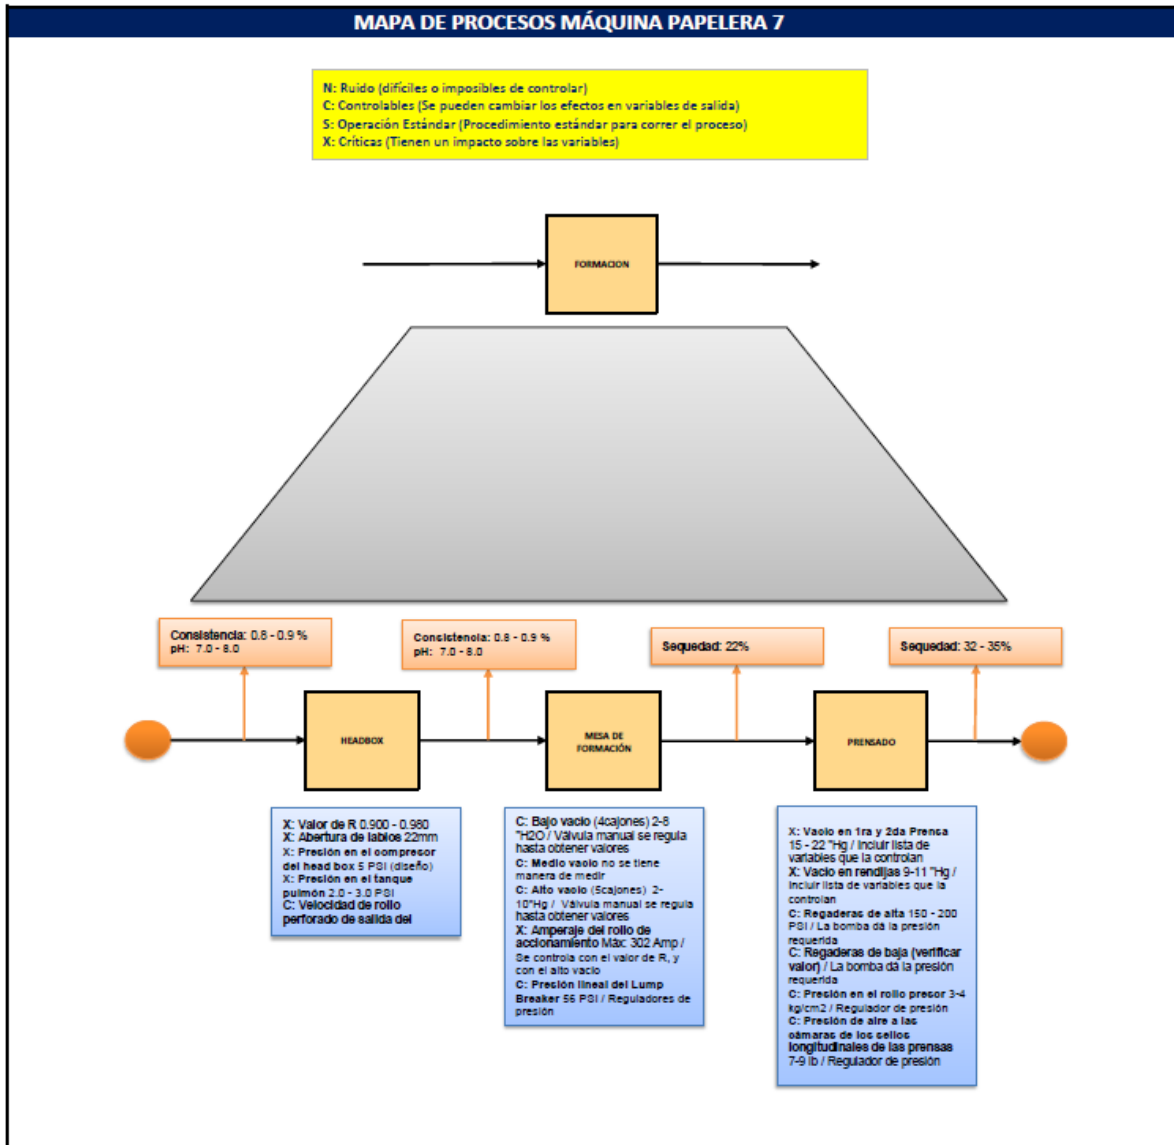 MAPA DE PROCESOS MÁQUINA PAPELERA 7
N: Ruido (difíciles o imposibles de controlar)
C: Controlables (Se pueden cambiar los efectos en variables de salida)
S: Operación Estándar (Procedimiento estándar para correr el proceso)
X: Críticas (Tienen un impacto sobre las variables)
FORMACION
Consistencia: 0.8 - 0.9 %
pH: 7.0 - 8.0
Consistencia: 0.8 - 0.9 %
pH: 7.0 - 8.0
Sequedad: 22%
Sequedad: 32 - 35%
HEADBOX
MESA DE
FORMACIÓN
PRENSADO
X: Valor de R 0.900 - 0.980
X: Abertura de labios 22mm
X: Presión en el compresor
del head box 5 PSI (diseño)
X: Presión en el tanque
pulmón 2.0 - 3.0 PSI
C: Velocidad de rollo
perforado de salida del
C: Bajo vacio (4cajones) 2-8
"H2O / Válvula manual se regula
hasta obtener valores
C: Medio vacio no se tiene
manera de medir
C: Alto vacio (5cajones) 2-
10"Hg / Válvula manual se regula
hasta obtener valores
X: Amperaje del rollo de
accionamiento Máx: 302 Amp /
Se controla con el valor de R, y
con el alto vacio
C: Presión lineal del Lump
Breaker 56 PSI / Reguladores de
presión
X: Vacio en 1ra y 2da Prensa
15 - 22 "Hg / Incluir lista de
variables que la controlan
X: Vacio en rendijas 9-11 "Hg /
Incluir lista de variables que la
controlan
C: Regaderas de alta 150 - 200
PSI / La bomba dá la presión
requerida
C: Regaderas de baja (verificar
valor) / La bomba dá la presión
requerida
C: Presión en el rollo presor 3-4
kg/cm2 / Regulador de presión
C: Presión de aire a las
cámaras de los sellos
longitudinales de las prensas
7-9 lb / Regulador de presión